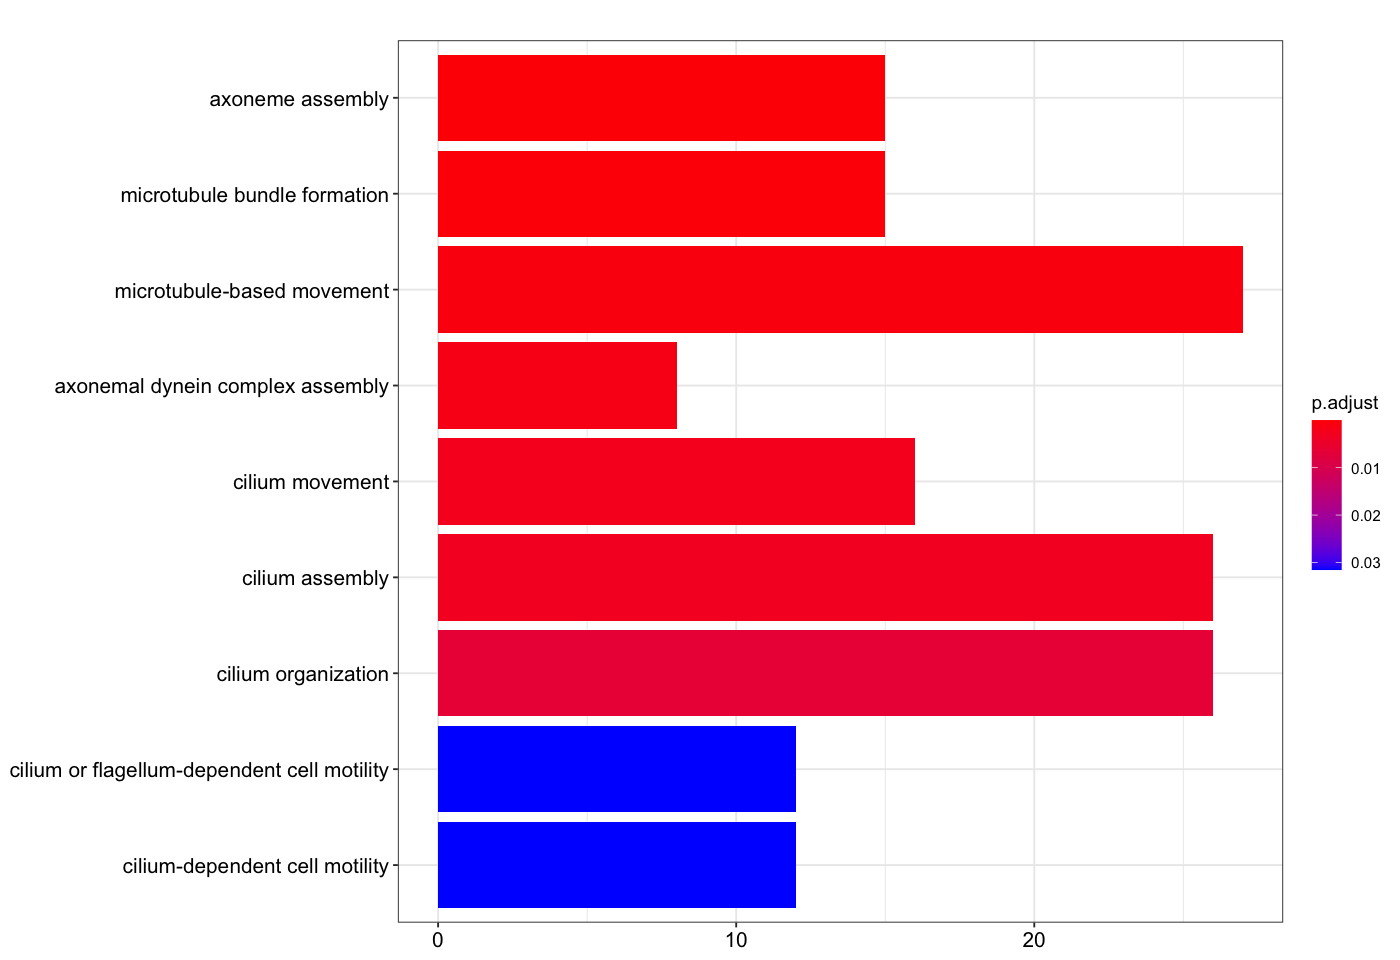 axoneme assembly
microtubule bundle formation
microtubule-based movement
axonemal dynein complex assembly
cilium movement
cilium assembly
cilium organization
cilium or flagellum-dependent cell motility
cilium-dependent cell motility
0 10 20
p.adjust
0.01
0.02
0.03